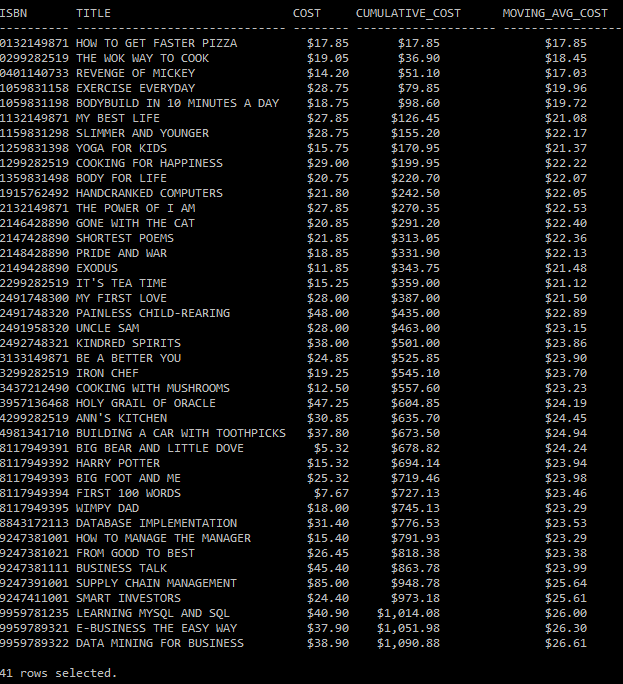 ISBN TITLE COST CUMULATIVE_COST MOVING_AVG_COST
---------- ------------------------------ ---------- -------------------- --------------------
0132149871 HOW TO GET FASTER PIZZA $17.85 $17.85 $17.85
0299282519 THE WOK WAY TO COOK $19.05 $36.90 $18.45
0401140733 REVENGE OF MICKEY $14.20 $51.10 $17.03
1059831158 EXERCISE EVERYDAY $28.75 $79.85 $19.96
1059831198 BODYBUILD IN 10 MINUTES A DAY $18.75 $98.60 $19.72
1132149871 MY BEST LIFE $27.85 $126.45 $21.08
1159831298 SLIMMER AND YOUNGER $28.75 $155.20 $22.17
1259831398 YOGA FOR KIDS $15.75 $170.95 $21.37
1299282519 COOKING FOR HAPPINESS $29.00 $199.95 $22.22
1359831498 BODY FOR LIFE $20.75 $220.70 $22.07
1915762492 HANDCRANKED COMPUTERS $21.80 $242.50 $22.05
2132149871 THE POWER OF I AM $27.85 $270.35 $22.53
2146428890 GONE WITH THE CAT $20.85 $291.20 $22.40
2147428890 SHORTEST POEMS $21.85 $313.05 $22.36
2148428890 PRIDE AND WAR $18.85 $331.90 $22.13
2149428890 EXODUS $11.85 $343.75 $21.48
2299282519 IT'S TEA TIME $15.25 $359.00 $21.12
2491748300 MY FIRST LOVE $28.00 $387.00 $21.50
2491748320 PAINLESS CHILD-REARING $48.00 $435.00 $22.89
2491958320 UNCLE SAM $28.00 $463.00 $23.15
2492748321 KINDRED SPIRITS $38.00 $501.00 $23.86
3133149871 BE A BETTER YOU $24.85 $525.85 $23.90
3299282519 IRON CHEF $19.25 $545.10 $23.70
3437212490 COOKING WITH MUSHROOMS $12.50 $557.60 $23.23
3957136468 HOLY GRAIL OF ORACLE $47.25 $604.85 $24.19
4299282519 ANN'S KITCHEN $30.85 $635.70 $24.45
4981341710 BUILDING A CAR WITH TOOTHPICKS $37.80 $673.50 $24.94
8117949391 BIG BEAR AND LITTLE DOVE $5.32 $678.82 $24.24
8117949392 HARRY POTTER $15.32 $694.14 $23.94
8117949393 BIG FOOT AND ME $25.32 $719.46 $23.98
8117949394 FIRST 100 WORDS $7.67 $727.13 $23.46
8117949395 WIMPY DAD $18.00 $745.13 $23.29
8843172113 DATABASE IMPLEMENTATION $31.40 $776.53 $23.53
9247381001 HOW TO MANAGE THE MANAGER $15.40 $791.93 $23.29
9247381021 FROM GOOD TO BEST $26.45 $818.38 $23.38
9247381111 BUSINESS TALK $45.40 $863.78 $23.99
9247391001 SUPPLY CHAIN MANAGEMENT $85.00 $948.78 $25.64
9247411001 SMART INVESTORS $24.40 $973.18 $25.61
9959781235 LEARNING MYSQL AND SQL $40.90 $1,014.08 $26.00
9959789321 E-BUSINESS THE EASY WAY $37.90 $1,051.98 $26.30
9959789322 DATA MINING FOR BUSINESS $38.90 $1,090.88 $26.61
41 rows selected.